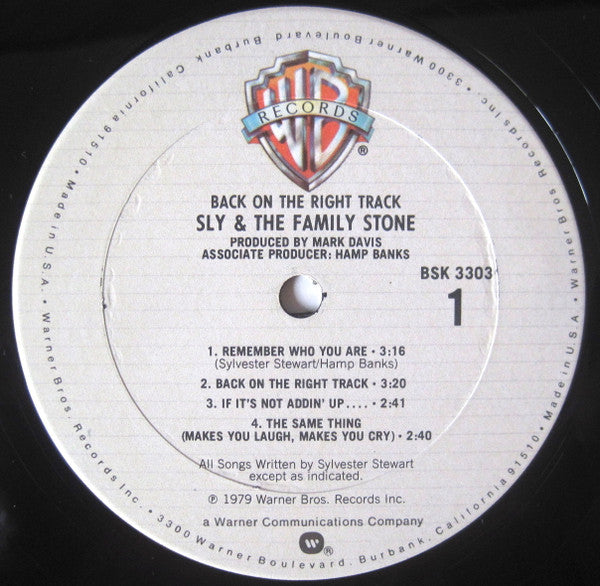 3300 Warner Boulevard, Burbank, California 91510 • Made in U.S.A. • Warner Bros. Records Inc. • 3300 Warner Boulevard, Burbank, California 91510 • Made in U.S.A. • Warner Bros. Records Inc. •
WB
RECORDS
®
BACK ON THE RIGHT TRACK
SLY & THE FAMILY STONE
PRODUCED BY MARK DAVIS
ASSOCIATE PRODUCER: HAMP BANKS
BSK 3303
1
1. REMEMBER WHO YOU ARE • 3:16
(Sylvester Stewart/Hamp Banks)
2. BACK ON THE RIGHT TRACK • 3:20
3. IF IT'S NOT ADDIN' UP.... • 2:41
4. THE SAME THING
(MAKES YOU LAUGH, MAKES YOU CRY) • 2:40
All Songs Written by Sylvester Stewart
except as indicated.
℗ 1979 Warner Bros. Records Inc.
a Warner Communications Company
®